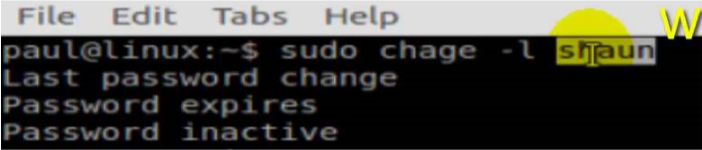 File Edit Tabs Help
W
paul@linux:~$ sudo chage -l shaun
Last password change
Password expires
Password inactive